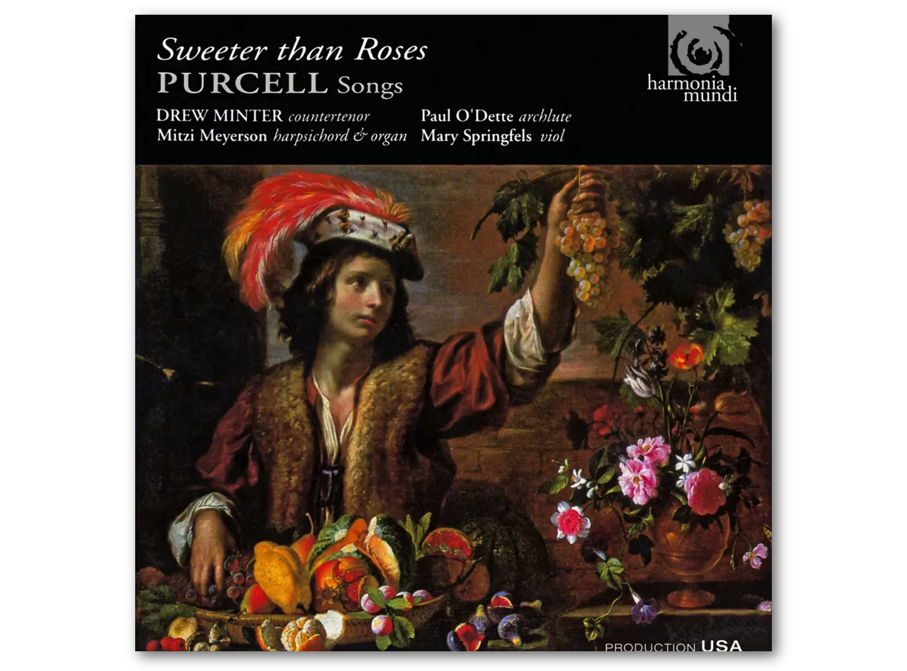 Sweeter than Roses
PURCELL Songs
DREW MINTER countertenor
Mitzi Meyerson harpsichord & organ
Paul O'Dette archlute
Mary Springfels viol
harmonia
mundi
PRODUCTION USA